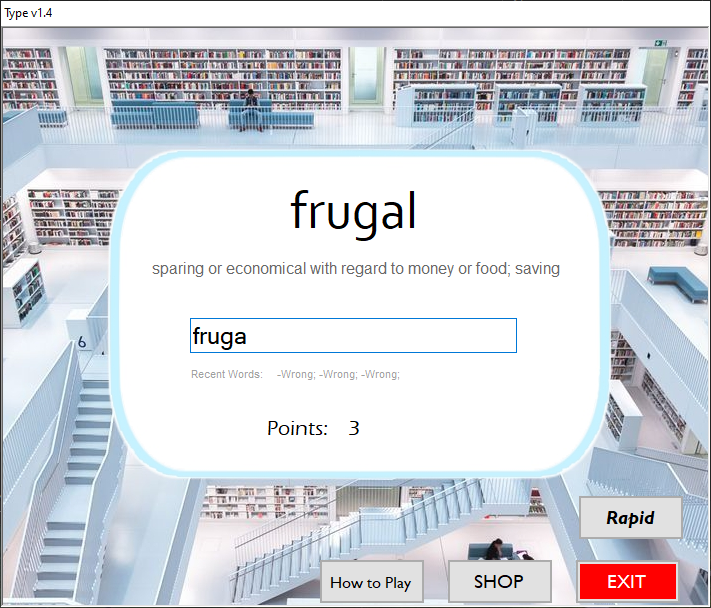 Type v1.4
frugal
sparing or economical with regard to money or food; saving
fruga
Recent Words: -Wrong; -Wrong; -Wrong;
Points: 3
6
Rapid
How to Play
SHOP
EXIT